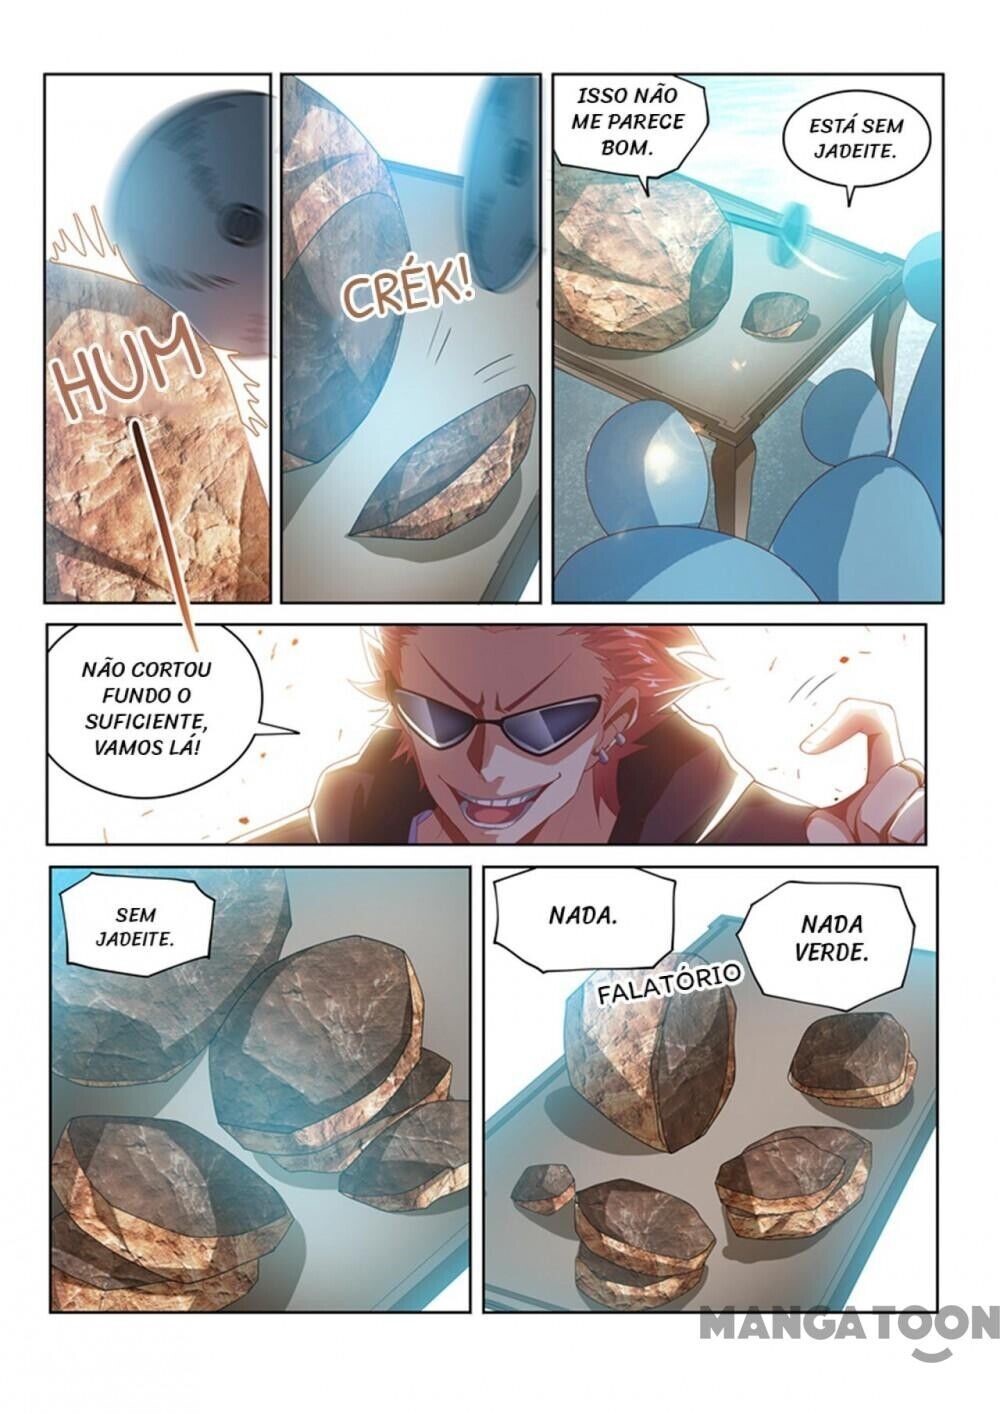 HUM
CRÉK!
ISSO NÃO
ME PARECE
BOM.
ESTÁ SEM
JADEITE.
NÃO CORTOU
FUNDO O
SUFICIENTE,
VAMOS LÁ!
SEM
JADEITE.
NADA.
FALATÓRIO
NADA
VERDE.
MANGATOON